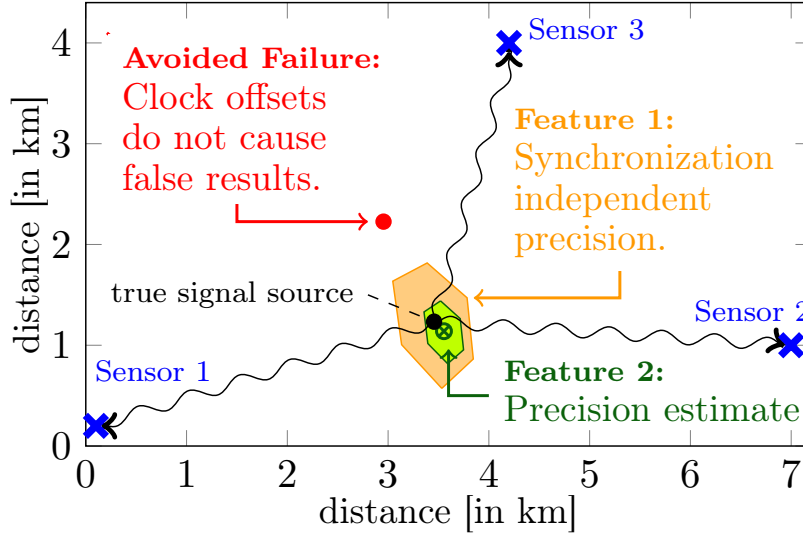 4
3
2
1
0
distance [in km]
Avoided Failure:
Clock offsets
do not cause
false results.
Sensor 3
Feature 1:
Synchronization
independent
precision.
true signal source
Sensor 2
Sensor 1
Feature 2:
Precision estimate
0 1 2 3 4 5 6 7
distance [in km]